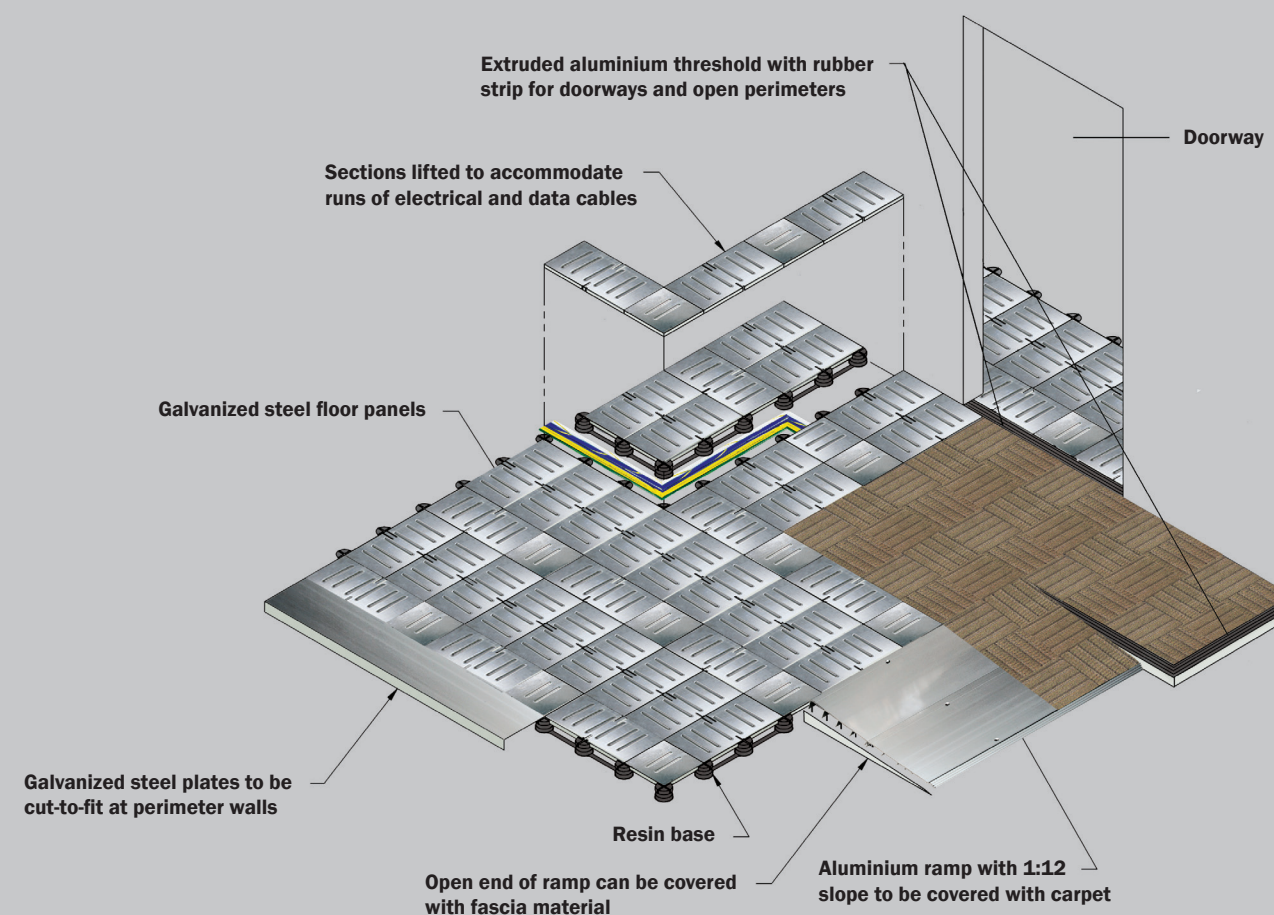 Extruded aluminium threshold with rubber
strip for doorways and open perimeters
Doorway
Sections lifted to accommodate
runs of electrical and data cables
Galvanized steel floor panels
Galvanized steel plates to be
cut-to-fit at perimeter walls
Resin base
Open end of ramp can be covered
with fascia material
Aluminium ramp with 1:12
slope to be covered with carpet